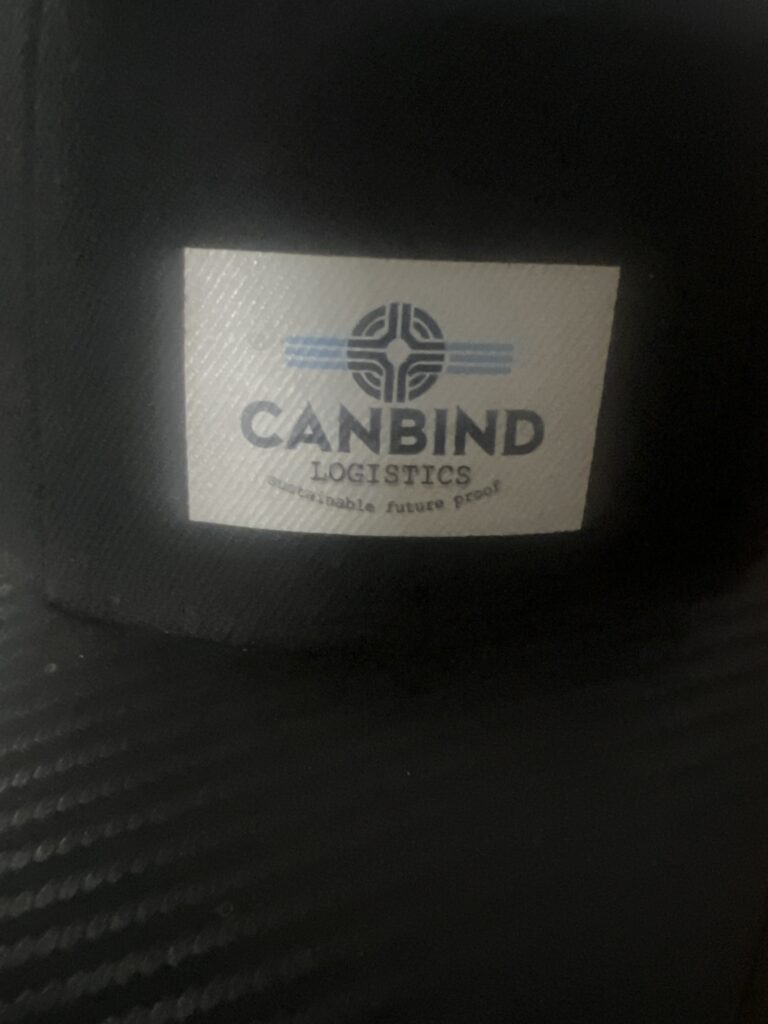 CANBIND
LOGISTICS
sustainable future proof